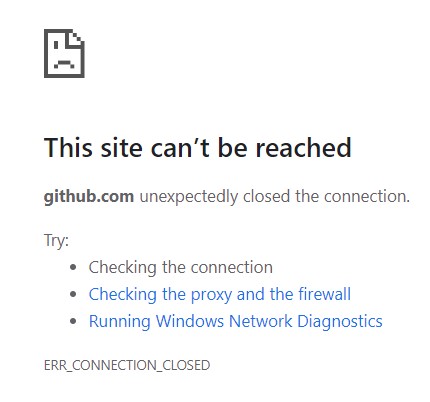 This site can’t be reached
github.com unexpectedly closed the connection.
Try:
• Checking the connection
• Checking the proxy and the firewall
• Running Windows Network Diagnostics
ERR_CONNECTION_CLOSED